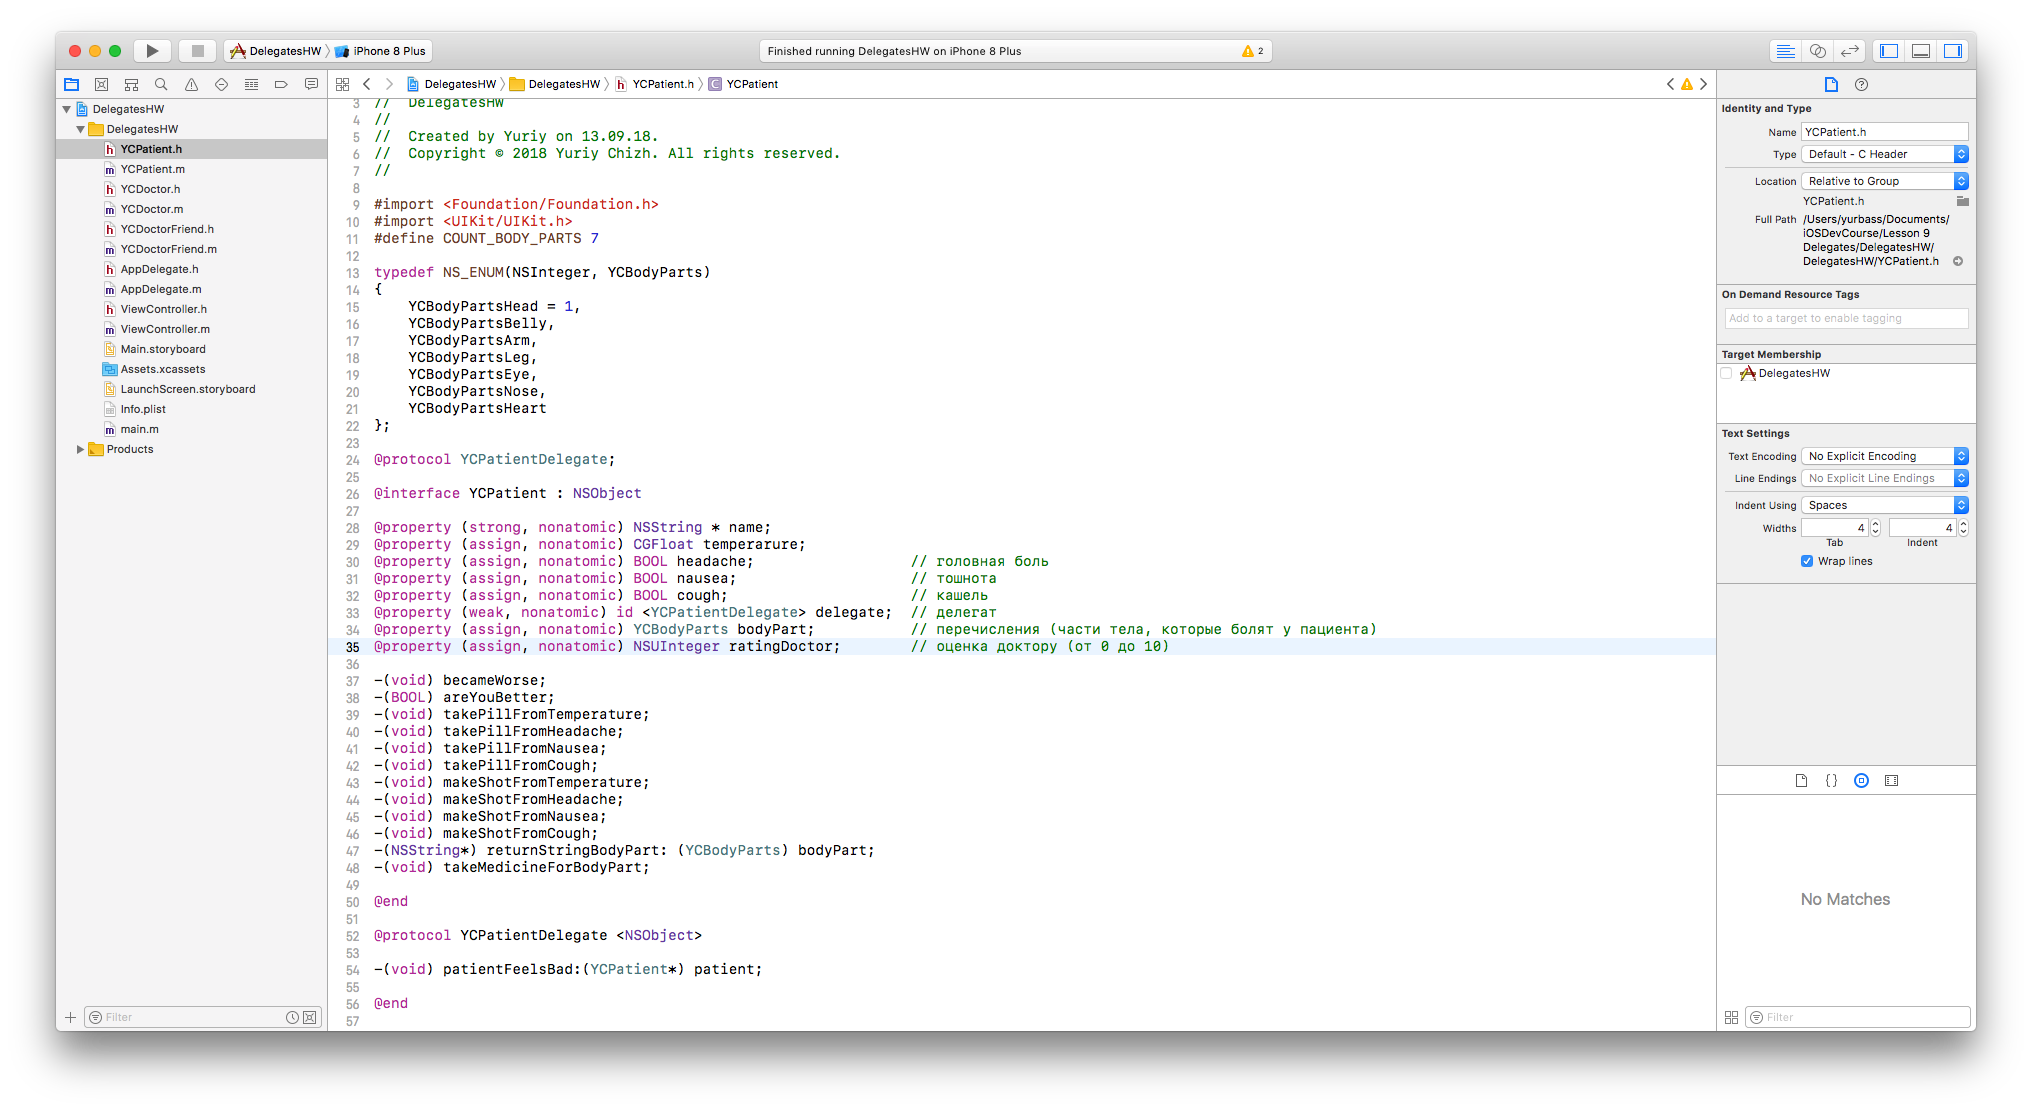 DelegatesHW 〉 iPhone 8 Plus
Finished running DelegatesHW on iPhone 8 Plus
2
DelegatesHW 〉 DelegatesHW 〉 YCPatient.h 〉 YCPatient
DelegatesHW
DelegatesHW
YCPatient.h
YCPatient.m
YCDoctor.h
YCDoctor.m
YCDoctorFriend.h
YCDoctorFriend.m
AppDelegate.h
AppDelegate.m
ViewController.h
ViewController.m
Main.storyboard
Assets.xcassets
LaunchScreen.storyboard
Info.plist
main.m
Products
Filter
3 //  DelegatesHW
4 //
5 //  Created by Yuriy on 13.09.18.
6 //  Copyright © 2018 Yuriy Chizh. All rights reserved.
7 //
8
9 #import <Foundation/Foundation.h>
10 #import <UIKit/UIKit.h>
11 #define COUNT_BODY_PARTS 7
12
13 typedef NS_ENUM(NSInteger, YCBodyParts)
14 {
15     YCBodyPartsHead = 1,
16     YCBodyPartsBelly,
17     YCBodyPartsArm,
18     YCBodyPartsLeg,
19     YCBodyPartsEye,
20     YCBodyPartsNose,
21     YCBodyPartsHeart
22 };
23
24 @protocol YCPatientDelegate;
25
26 @interface YCPatient : NSObject
27
28 @property (strong, nonatomic) NSString * name;
29 @property (assign, nonatomic) CGFloat temperarure;
30 @property (assign, nonatomic) BOOL headache;                  // головная боль
31 @property (assign, nonatomic) BOOL nausea;                    // тошнота
32 @property (assign, nonatomic) BOOL cough;                     // кашель
33 @property (weak, nonatomic) id <YCPatientDelegate> delegate;  // делегат
34 @property (assign, nonatomic) YCBodyParts bodyPart;           // перечисления (части тела, которые болят у пациента)
35 @property (assign, nonatomic) NSUInteger ratingDoctor;        // оценка доктору (от 0 до 10)
36
37 -(void) becameWorse;
38 -(BOOL) areYouBetter;
39 -(void) takePillFromTemperature;
40 -(void) takePillFromHeadache;
41 -(void) takePillFromNausea;
42 -(void) takePillFromCough;
43 -(void) makeShotFromTemperature;
44 -(void) makeShotFromHeadache;
45 -(void) makeShotFromNausea;
46 -(void) makeShotFromCough;
47 -(NSString*) returnStringBodyPart: (YCBodyParts) bodyPart;
48 -(void) takeMedicineForBodyPart;
49
50 @end
51
52 @protocol YCPatientDelegate <NSObject>
53
54 -(void) patientFeelsBad:(YCPatient*) patient;
55
56 @end
57
Identity and Type
Name YCPatient.h
Type Default - C Header
Location Relative to Group
YCPatient.h
Full Path /Users/yurbass/Documents/
iOSDevCourse/Lesson 9
Delegates/DelegatesHW/
DelegatesHW/YCPatient.h
On Demand Resource Tags
Add to a target to enable tagging
Target Membership
DelegatesHW
Text Settings
Text Encoding No Explicit Encoding
Line Endings No Explicit Line Endings
Indent Using Spaces
Widths 4 4
Tab Indent
Wrap lines
No Matches
Filter